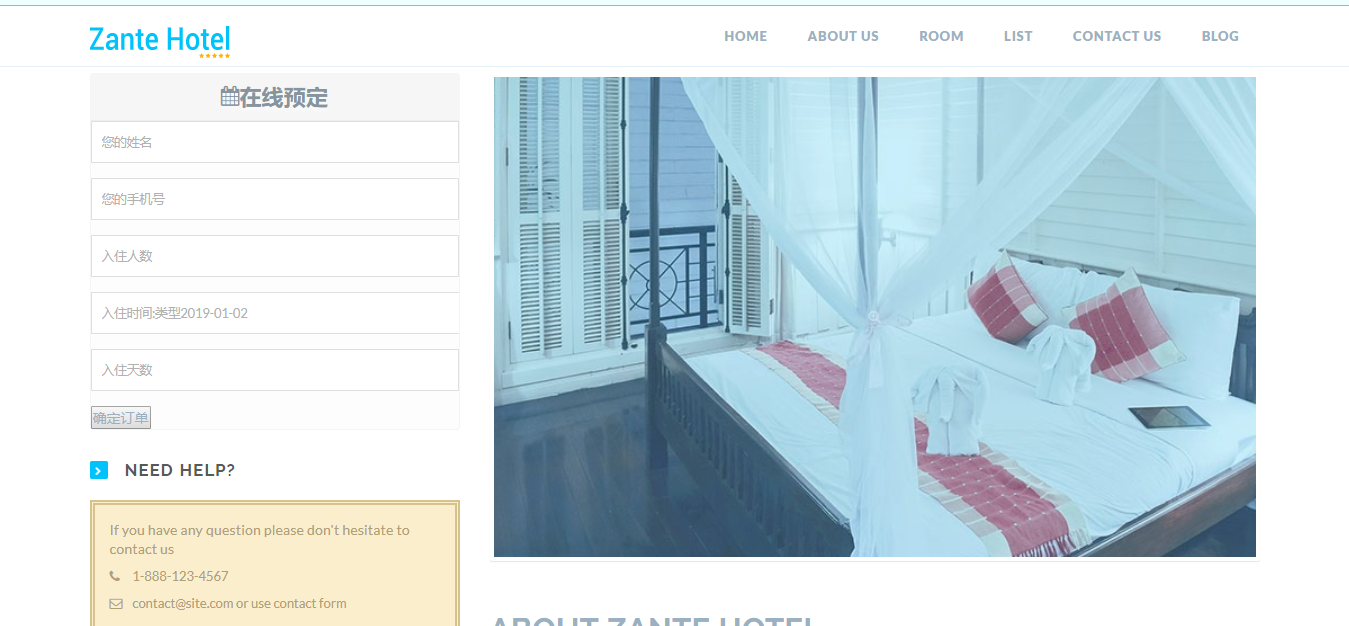 Zante Hotel
HOME ABOUT US ROOM LIST CONTACT US BLOG
在线预定
您的姓名
您的手机号
入住人数
入住时间;类型2019-01-02
入住天数
确定订单
NEED HELP?
If you have any question please don't hesitate to
contact us
1-888-123-4567
contact@site.com or use contact form
ABOUT ZANTE HOTEL